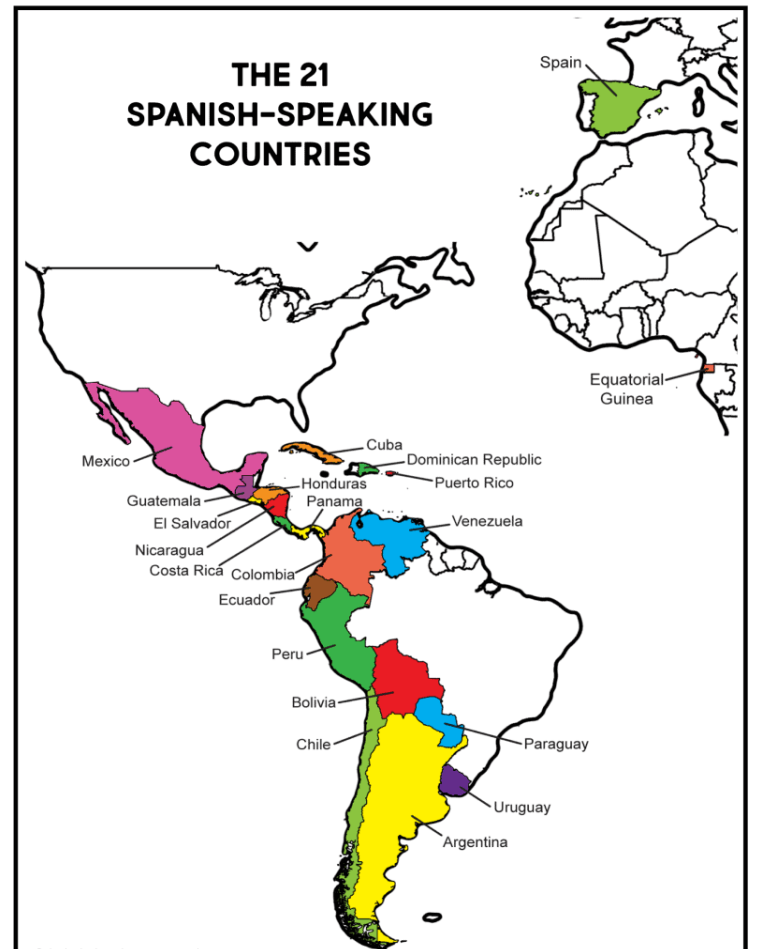 THE 21
SPANISH-SPEAKING
COUNTRIES
Spain
Equatorial
Guinea
Cuba
Dominican Republic
Puerto Rico
Mexico
Honduras
Guatemala
Panama
El Salvador
Venezuela
Nicaragua
Costa Rica
Colombia
Ecuador
Peru
Bolivia
Chile
Paraguay
Uruguay
Argentina